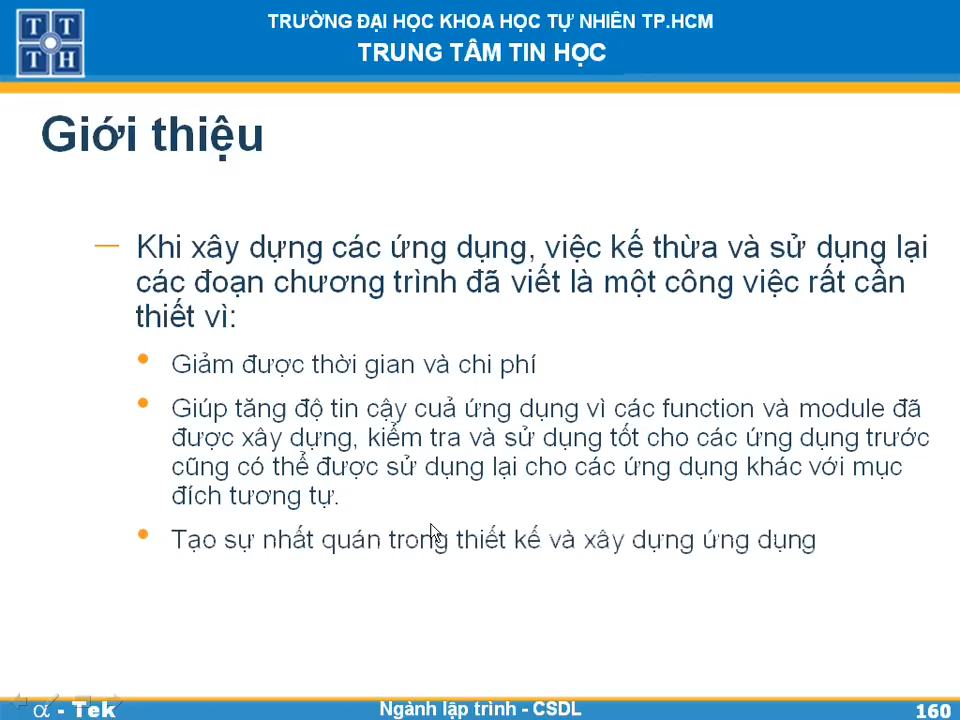 TRƯỜNG ĐẠI HỌC KHOA HỌC TỰ NHIÊN TP.HCM
TRUNG TÂM TIN HỌC
T T
T H
Giới thiệu
– Khi xây dựng các ứng dụng, việc kế thừa và sử dụng lại
các đoạn chương trình đã viết là một công việc rất cần
thiết vì:
• Giảm được thời gian và chi phí
• Giúp tăng độ tin cậy cuả ứng dụng vì các function và module đã
được xây dựng, kiểm tra và sử dụng tốt cho các ứng dụng trước
cũng có thể được sử dụng lại cho các ứng dụng khác với mục
đích tương tự.
• Tạo sự nhất quán trong thiết kế và xây dựng ứng dụng
α - Tek
Ngành lập trình - CSDL
160